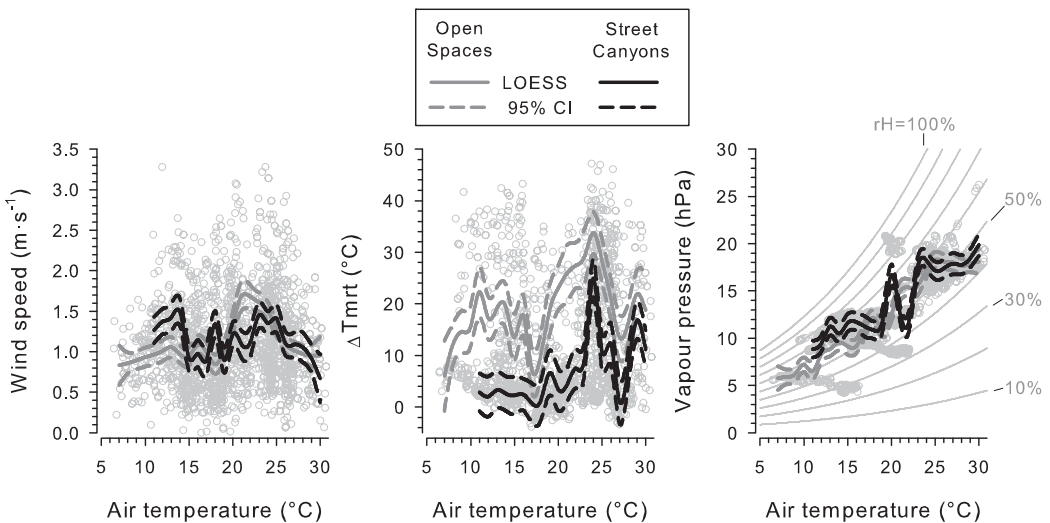 Open Spaces
Street Canyons
LOESS
95% CI
Wind speed (m·s⁻¹)
3.5
3.0
2.5
2.0
1.5
1.0
0.5
0.0
5 10 15 20 25 30
Air temperature (°C)
ΔTmrt (°C)
50
40
30
20
10
0
5 10 15 20 25 30
Air temperature (°C)
Vapour pressure (hPa)
30
25
20
15
10
5
0
5 10 15 20 25 30
Air temperature (°C)
rH=100%
50%
30%
10%